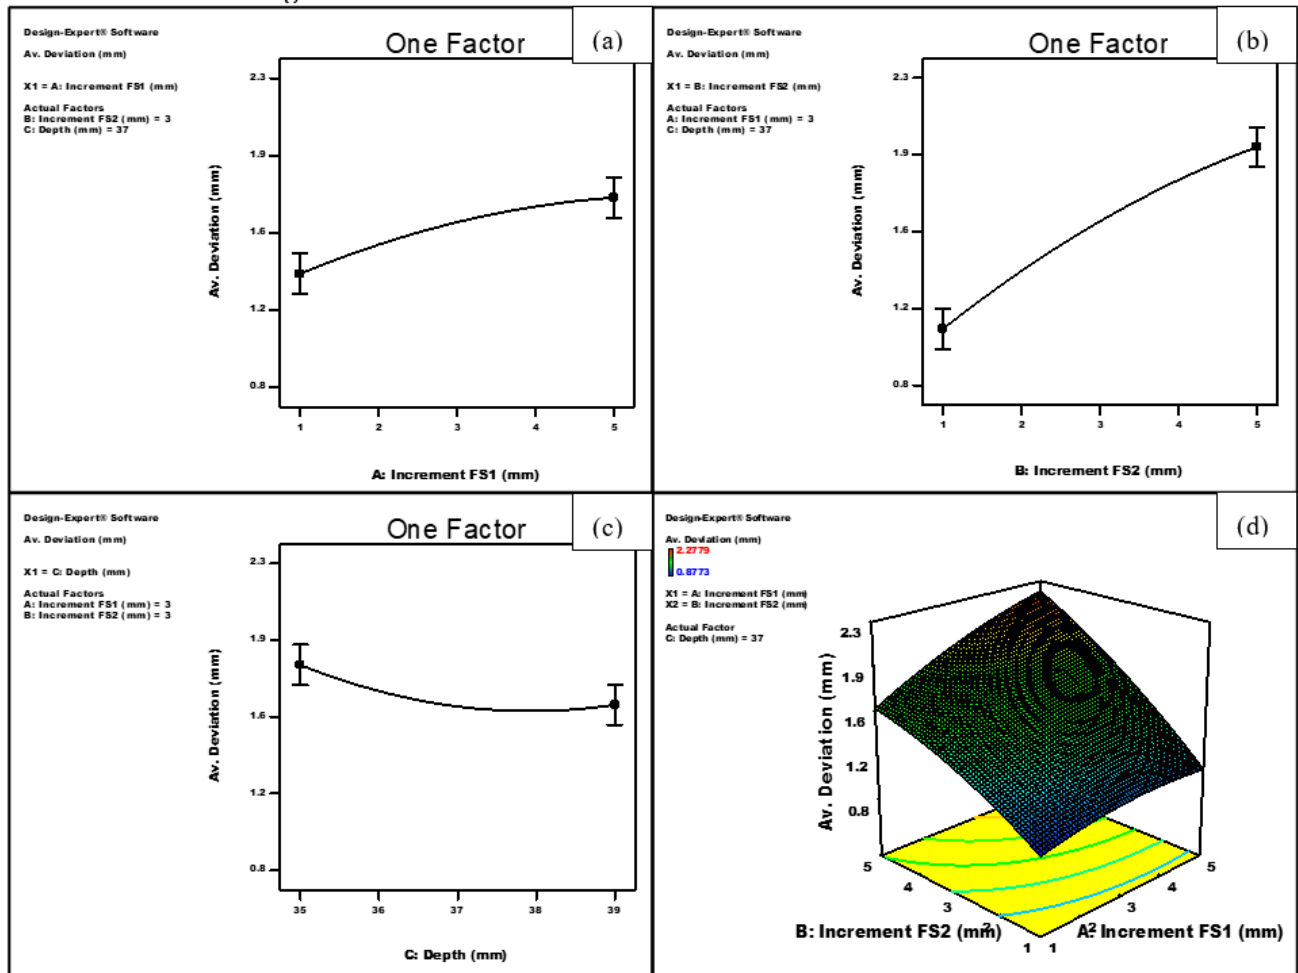 Design-Expert® Software
Av. Deviation (mm)
X1 = A: Increment FS1 (mm)
Actual Factors
B: Increment FS2 (mm) = 3
C: Depth (mm) = 37
One Factor
(a)
2.3
1.9
1.6
1.2
0.8
Av. Deviation (mm)
1 2 3 4 5
A: Increment FS1 (mm)
Design-Expert® Software
Av. Deviation (mm)
X1 = B: Increment FS2 (mm)
Actual Factors
A: Increment FS1 (mm) = 3
C: Depth (mm) = 37
One Factor
(b)
2.3
1.9
1.6
1.2
0.8
Av. Deviation (mm)
1 2 3 4 5
B: Increment FS2 (mm)
Design-Expert® Software
Av. Deviation (mm)
X1 = C: Depth (mm)
Actual Factors
A: Increment FS1 (mm) = 3
B: Increment FS2 (mm) = 3
One Factor
(c)
2.3
1.9
1.6
1.2
0.8
Av. Deviation (mm)
35 36 37 38 39
C: Depth (mm)
Design-Expert® Software
Av. Deviation (mm)
2.2779
0.8773
X1 = A: Increment FS1 (mm)
X2 = B: Increment FS2 (mm)
Actual Factor
C: Depth (mm) = 37
(d)
2.3
1.9
1.6
1.2
0.8
Av. Deviation (mm)
5 4 3 2 1
1 2 3 4 5
B: Increment FS2 (mm)
A: Increment FS1 (mm)